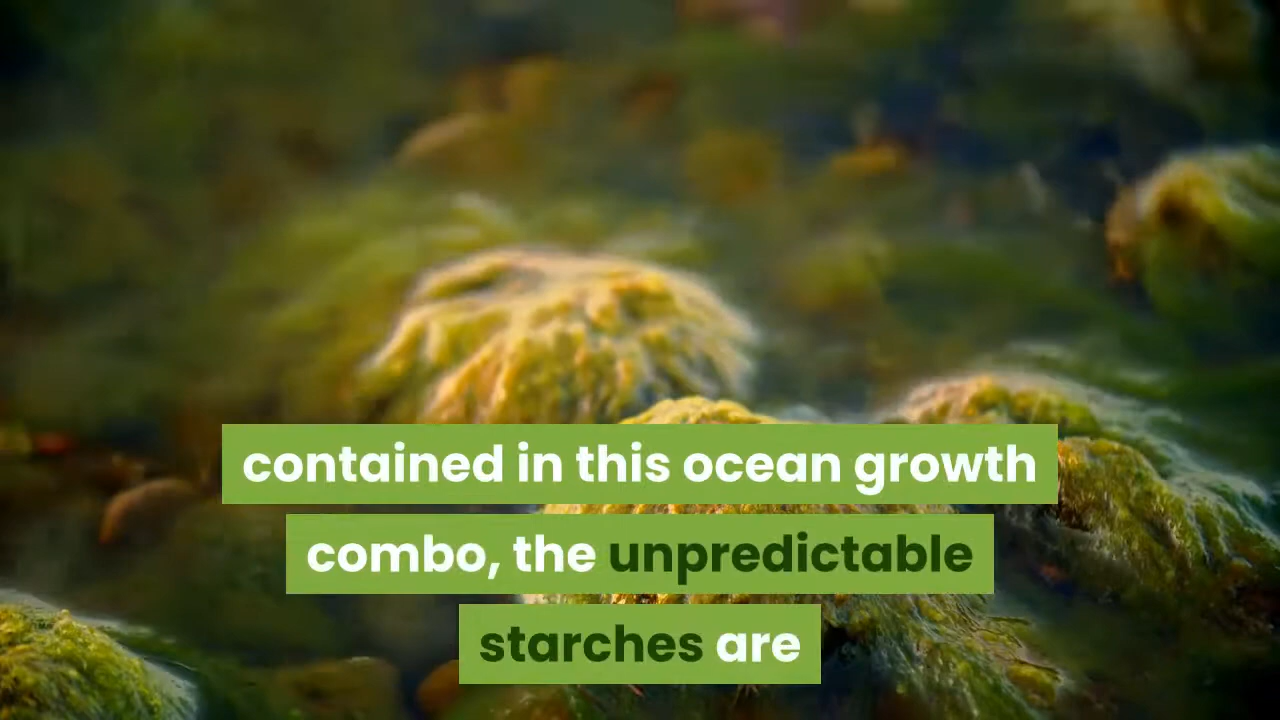 contained in this ocean growth
combo, the unpredictable
starches are